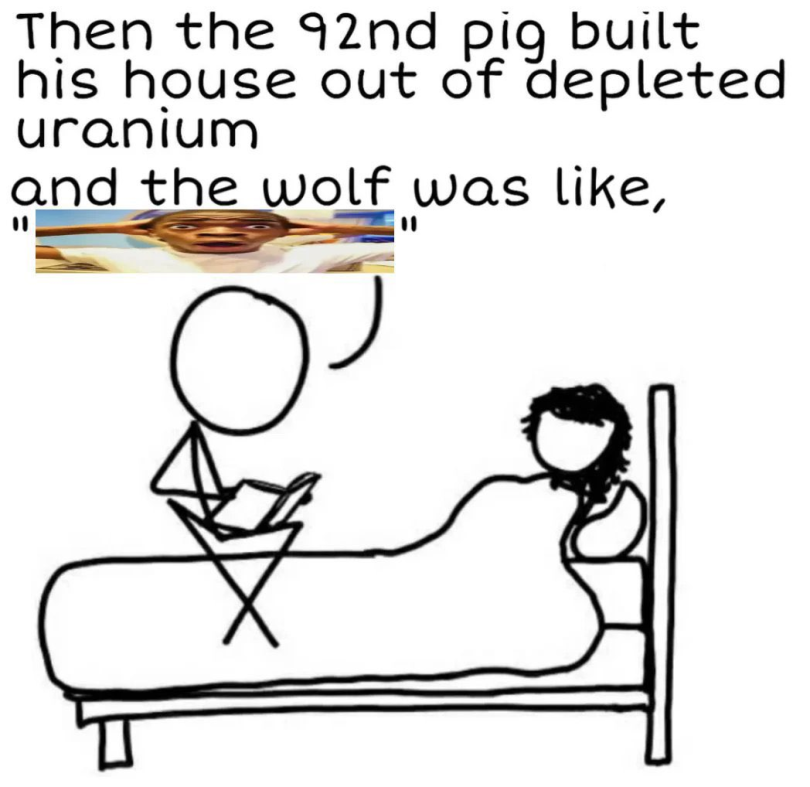 Then the 92nd pig built
his house out of depleted
uranium
and the wolf was like,
" "